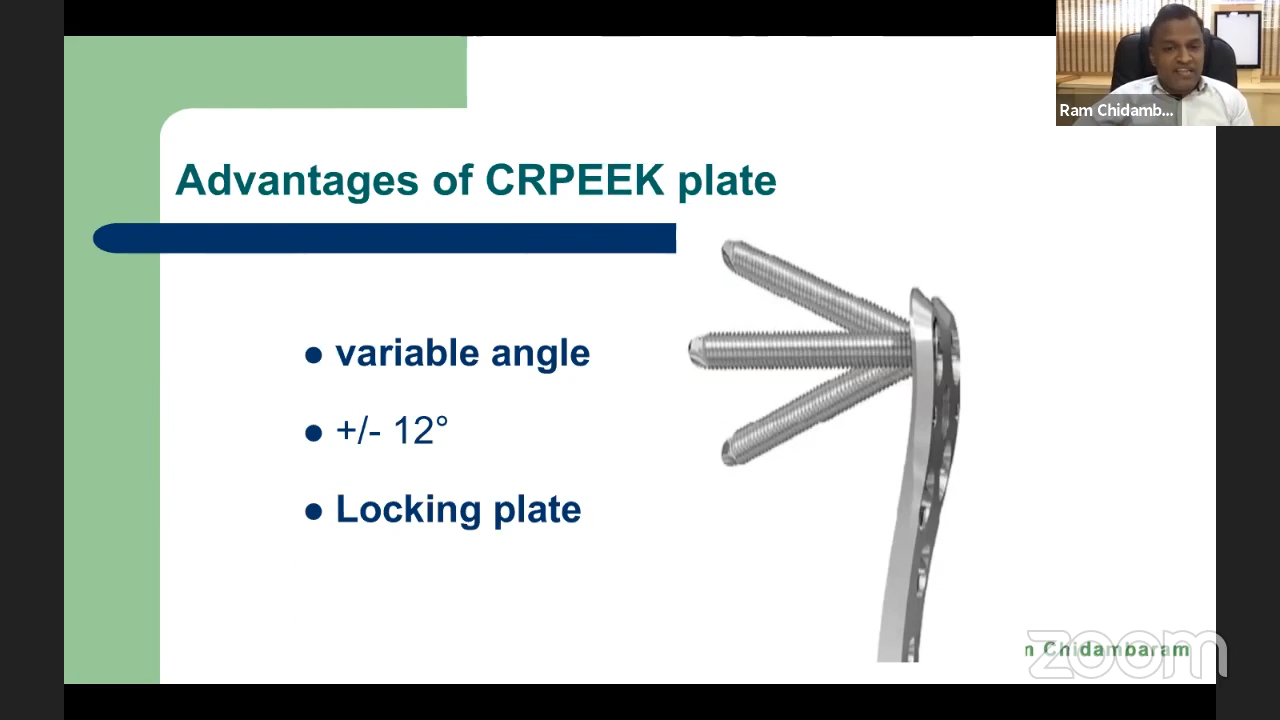 Ram Chidamb...
Advantages of CRPEEK plate
● variable angle
● +/- 12°
● Locking plate
n Chidambaram
zoom